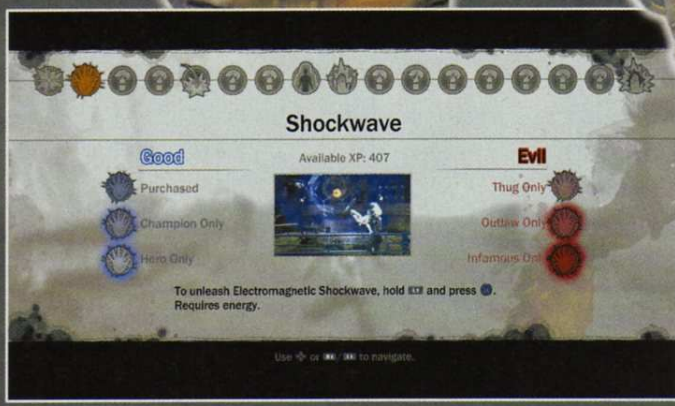 Shockwave
Good
Available XP: 407
Evil
Purchased
Thug Only
Champion Only
Outlaw Only
Hero Only
Infamous Only
To unleash Electromagnetic Shockwave, hold and press .
Requires energy.
Use or / to navigate.